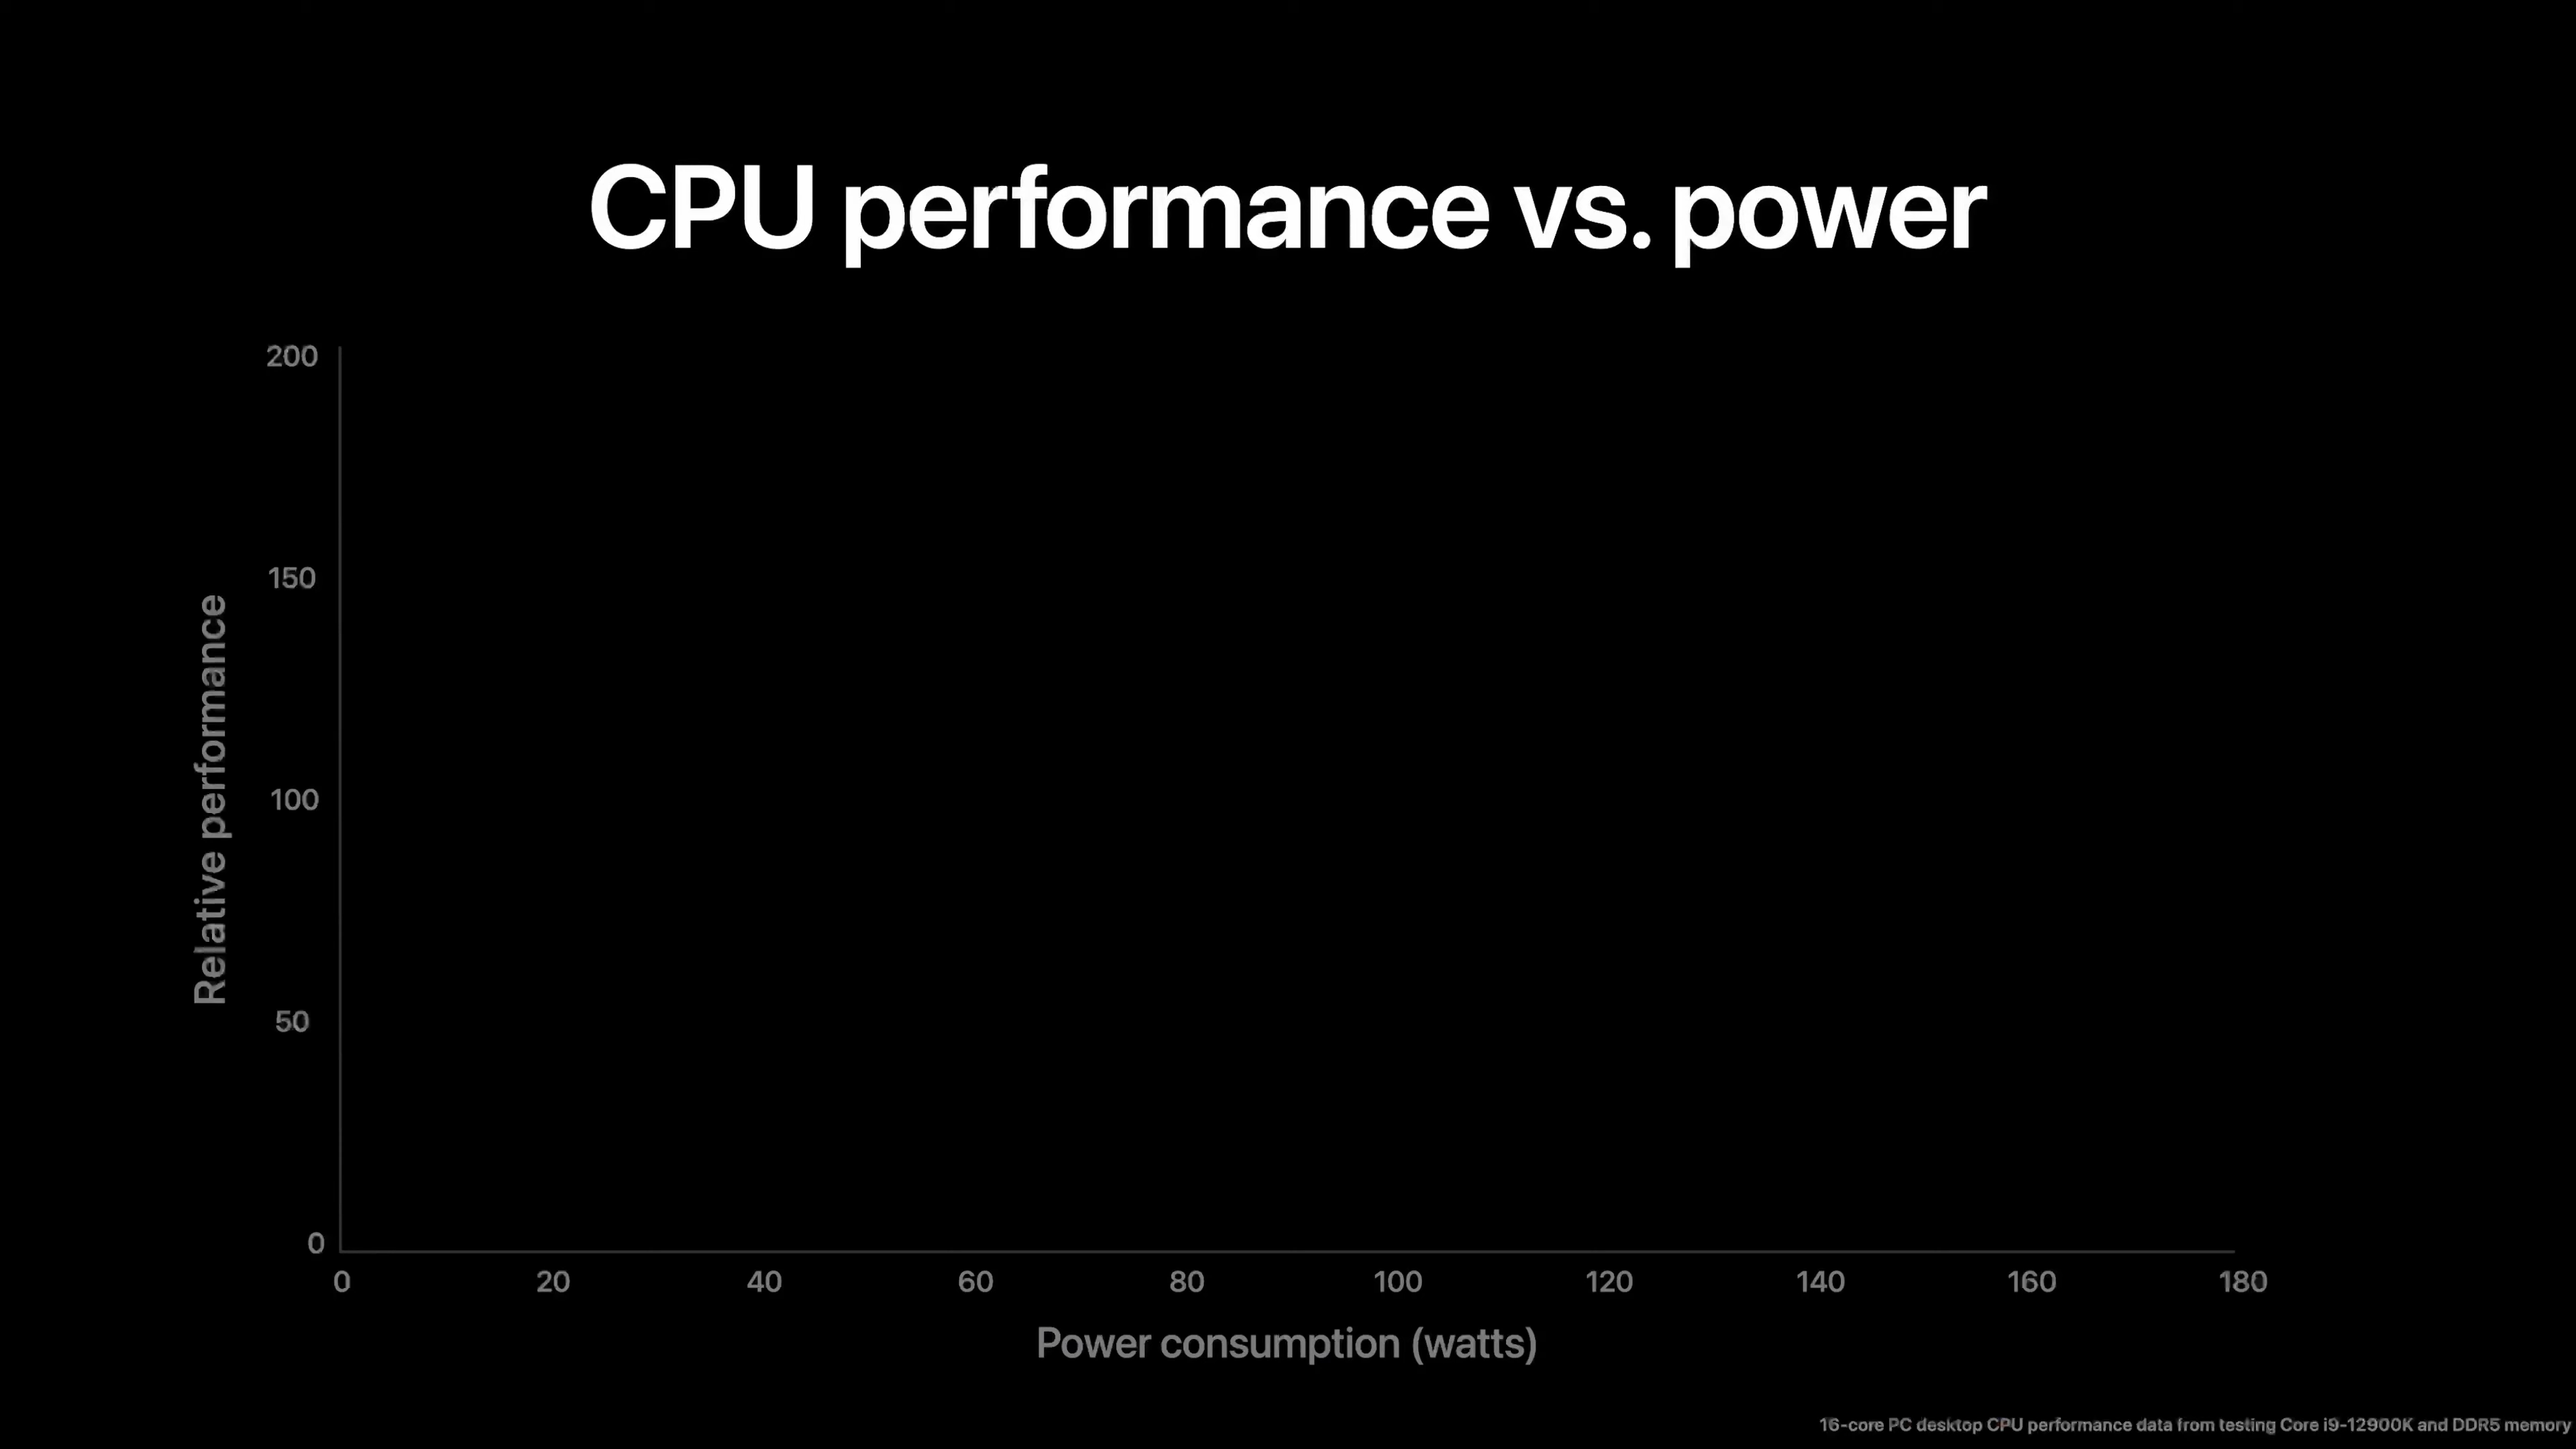 CPU performance vs. power
200
150
100
50
0
Relative performance
0 20 40 60 80 100 120 140 160 180
Power consumption (watts)
16-core PC desktop CPU performance data from testing Core i9-12900K and DDR5 memory